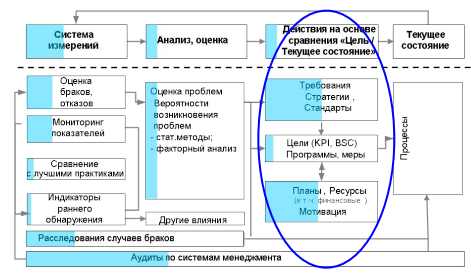 Система
измерений
Анализ, оценка
Действия на основе
сравнения «Цель /
Текущее состояние»
Текущее
состояние
Оценка
браков,
отказов
Мониторинг
показателей
Сравнение
с лучшими практиками
Индикаторы
раннего
обнаружения
Расследования случаев браков
Аудиты по системам менеджмента
Оценка проблем
Вероятности
возникновения
проблем
- стат.методы;
- факторный анализ
Другие влияния
Требования
Стратегии ,
Стандарты
Цели (KPI, BSC)
Программы, меры
Планы , Ресурсы
(в т. ч. финансовые )
Мотивация
Процессы